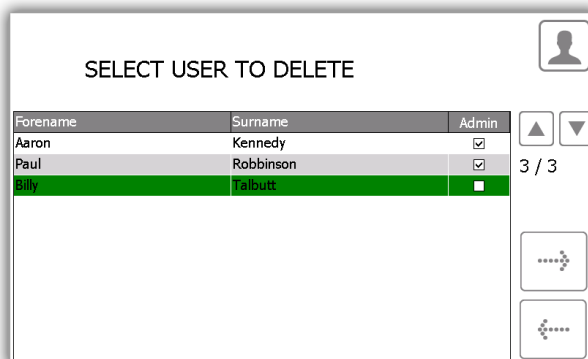 SELECT USER TO DELETE
Forename Surname Admin
Aaron Kennedy
Paul Robbinson
3 / 3
Billy Talbutt